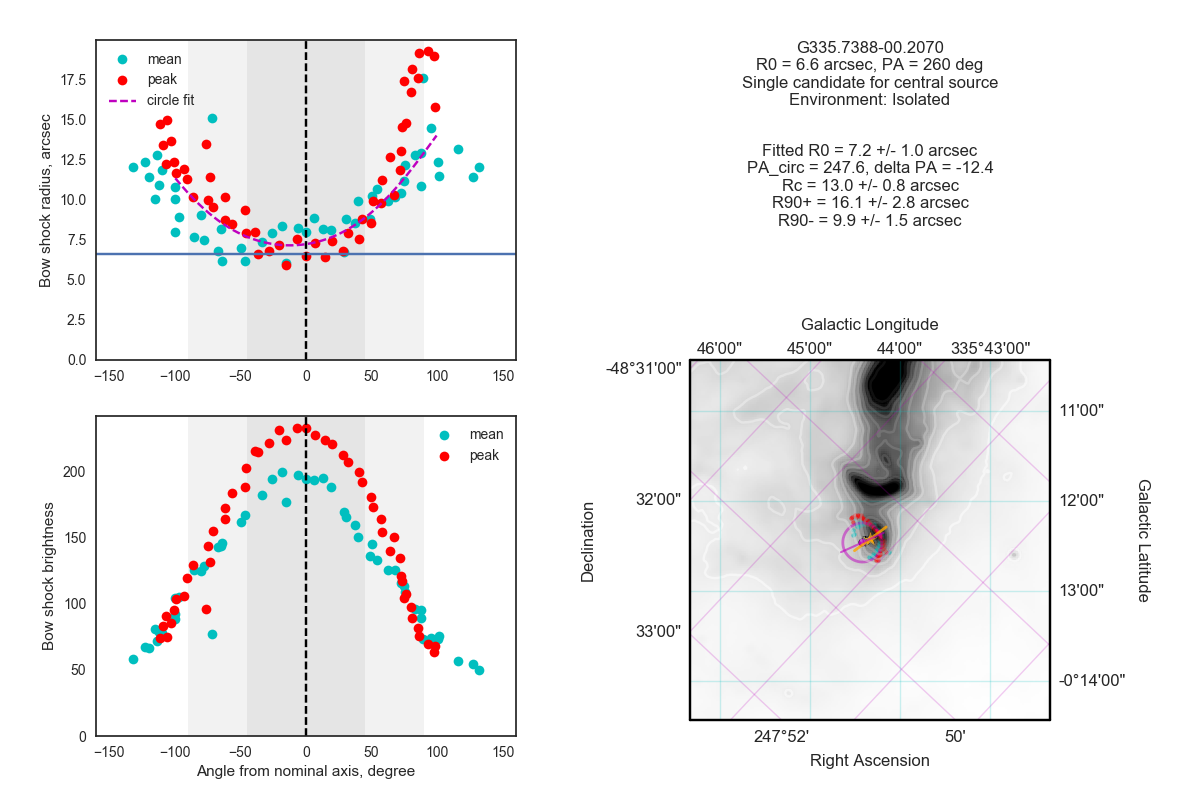 mean
peak
circle fit
Bow shock radius, arcsec
17.5
15.0
12.5
10.0
7.5
5.0
2.5
0.0
−150 −100 −50 0 50 100 150
mean
peak
Bow shock brightness
200
150
100
50
0
−150 −100 −50 0 50 100 150
Angle from nominal axis, degree
G335.7388-00.2070
R0 = 6.6 arcsec, PA = 260 deg
Single candidate for central source
Environment: Isolated
Fitted R0 = 7.2 +/- 1.0 arcsec
PA_circ = 247.6, delta PA = -12.4
Rc = 13.0 +/- 0.8 arcsec
R90+ = 16.1 +/- 2.8 arcsec
R90- = 9.9 +/- 1.5 arcsec
Galactic Longitude
46'00" 45'00" 44'00" 335°43'00"
-48°31'00"
32'00"
33'00"
Declination
11'00"
12'00"
13'00"
-0°14'00"
Galactic Latitude
247°52' 50'
Right Ascension